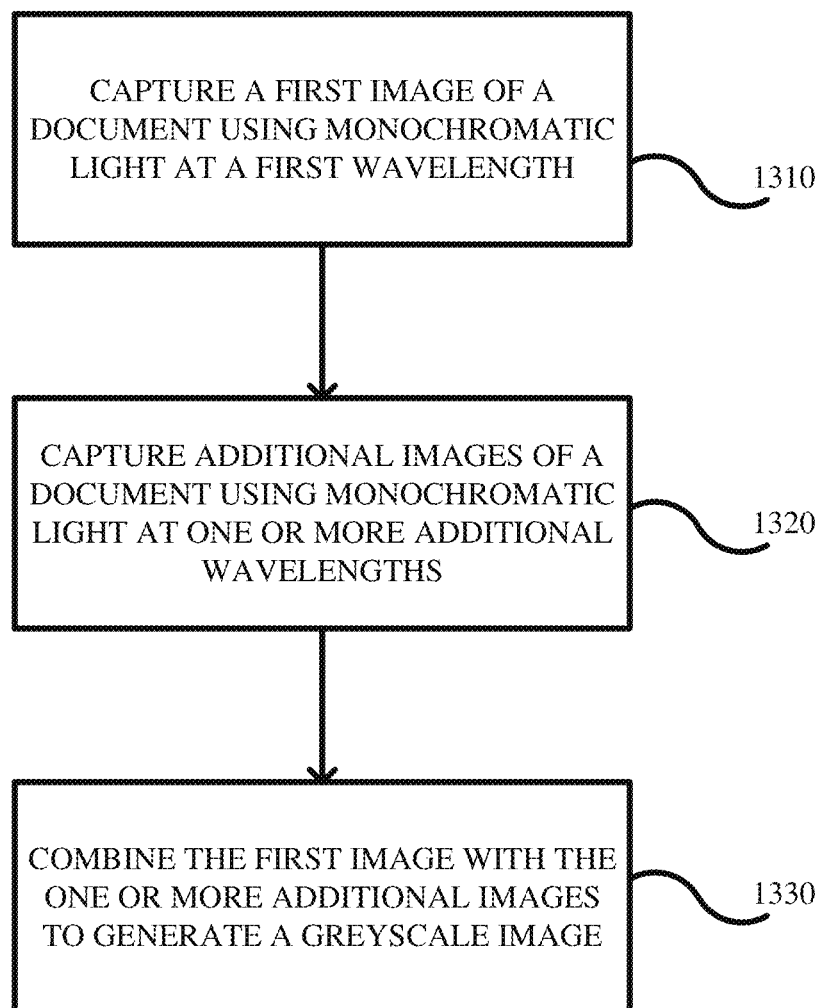 CAPTURE A FIRST IMAGE OF A
DOCUMENT USING MONOCHROMATIC
LIGHT AT A FIRST WAVELENGTH
1310
CAPTURE ADDITIONAL IMAGES OF A
DOCUMENT USING MONOCHROMATIC
LIGHT AT ONE OR MORE ADDITIONAL
WAVELENGTHS
1320
COMBINE THE FIRST IMAGE WITH THE
ONE OR MORE ADDITIONAL IMAGES
TO GENERATE A GREYSCALE IMAGE
1330